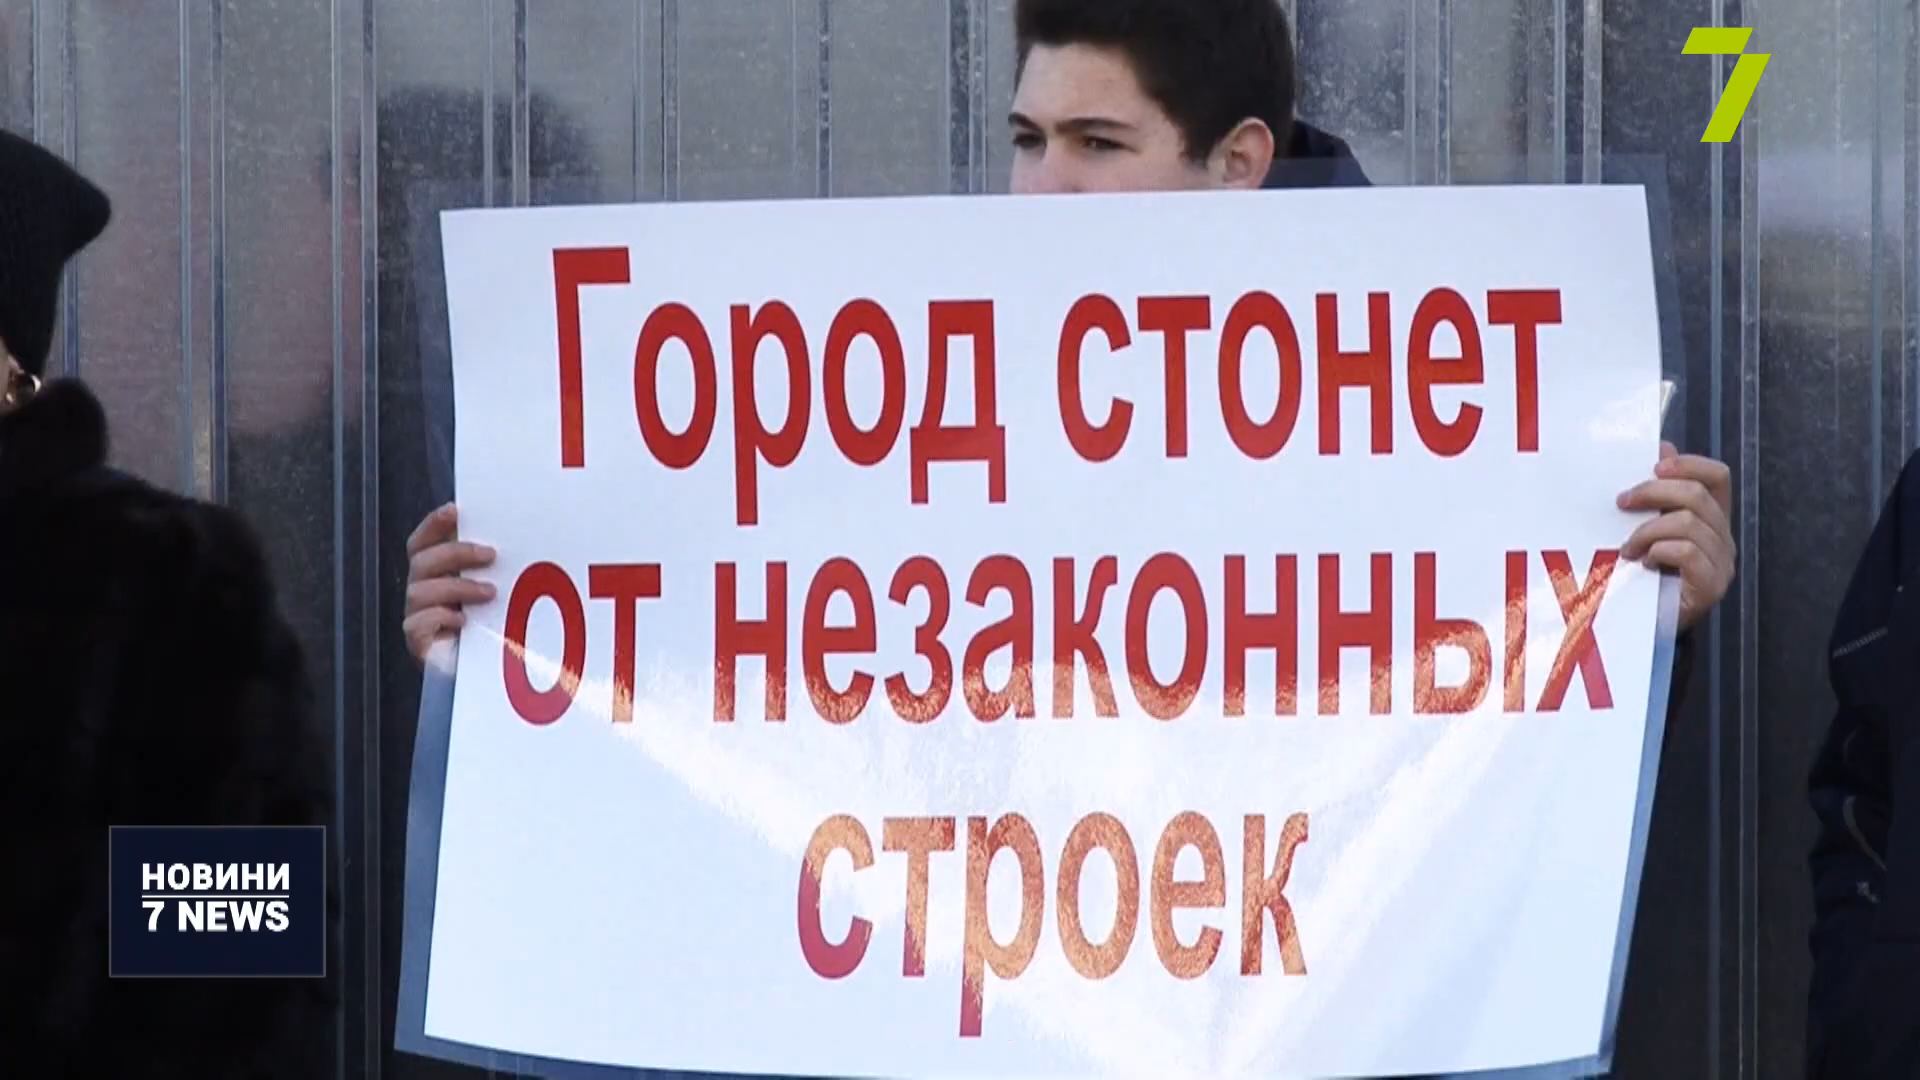 7
Город стонет
от незаконных
строек
НОВИНИ
7 NEWS